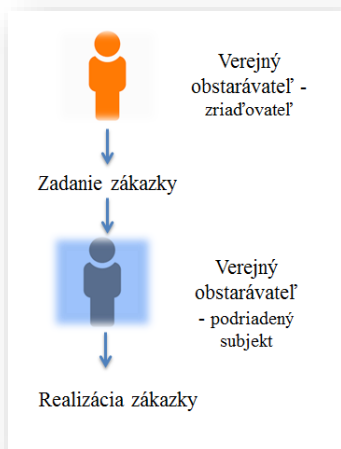 Verejný
obstarávateľ -
zriaďovateľ
Zadanie zákazky
Verejný
obstarávateľ
- podriadený
subjekt
Realizácia zákazky